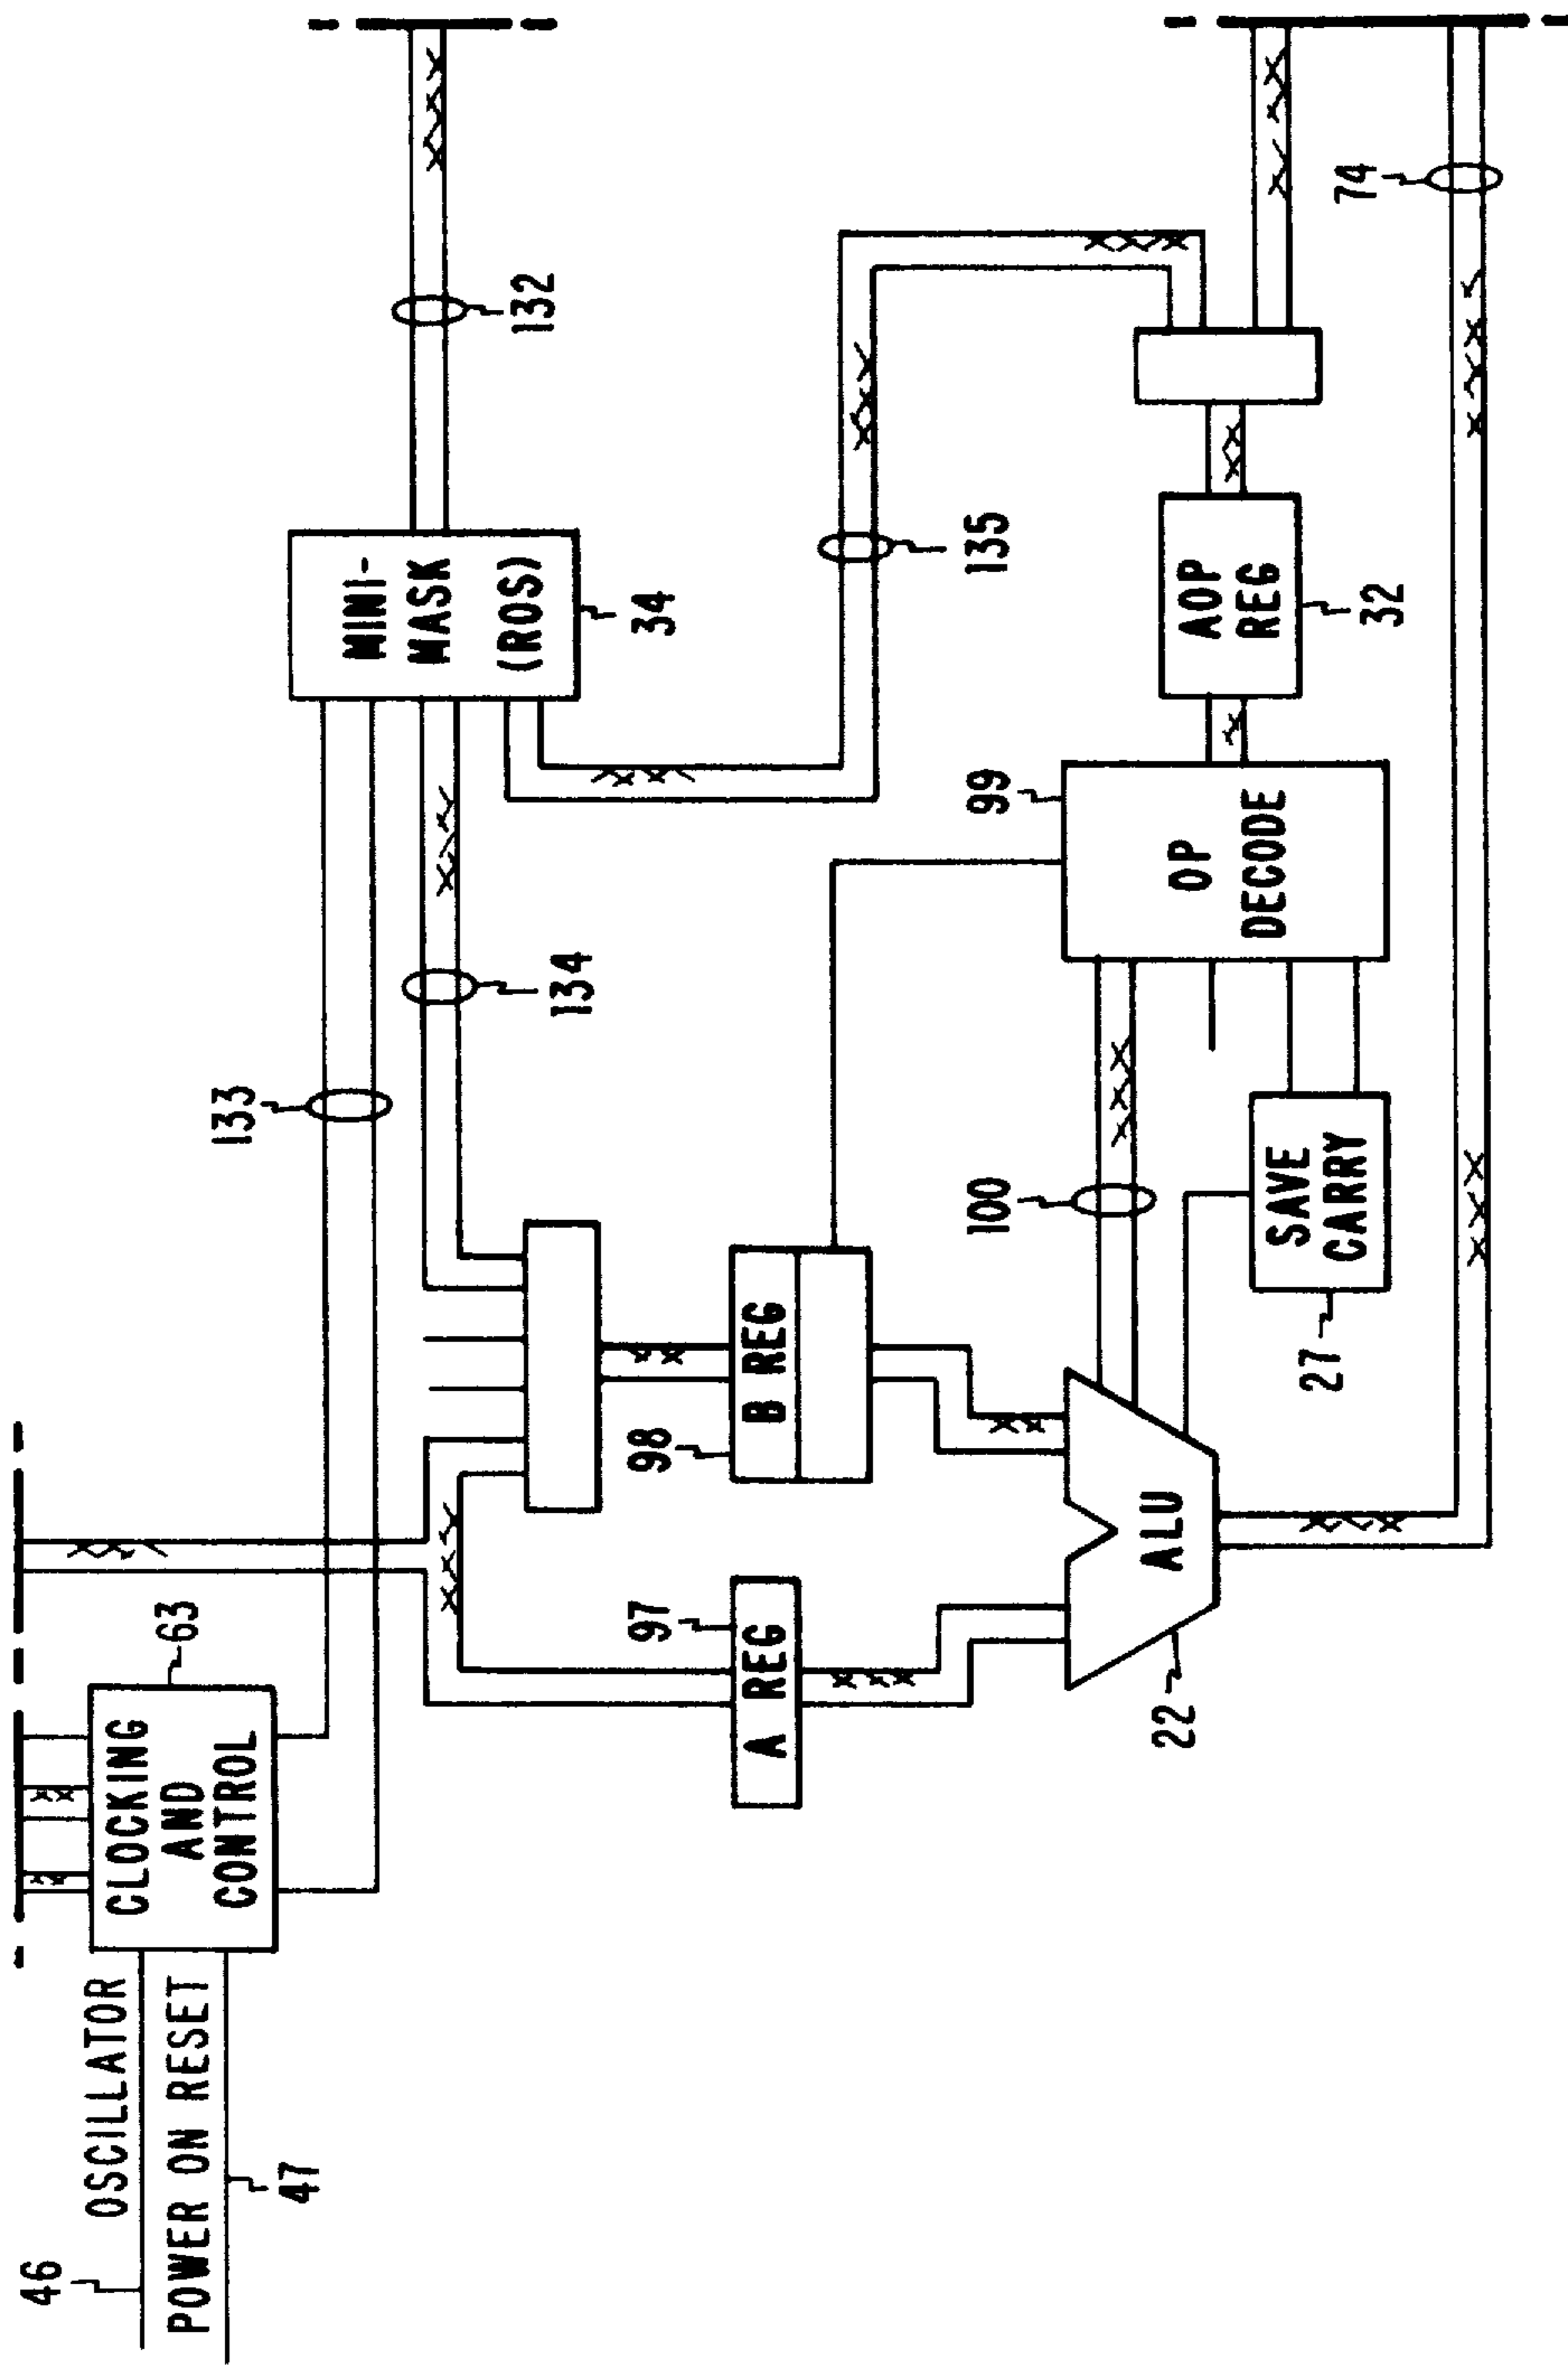 46
OSCILLATOR
POWER ON RESET
47
CLOCKING
AND
CONTROL
63
133
134
MINI-
MASK
(ROS)
34
132
135
97
A REG
98
B REG
22
ALU
100
27
SAVE
CARRY
99
OP
DECODE
AOP
REG
32
74